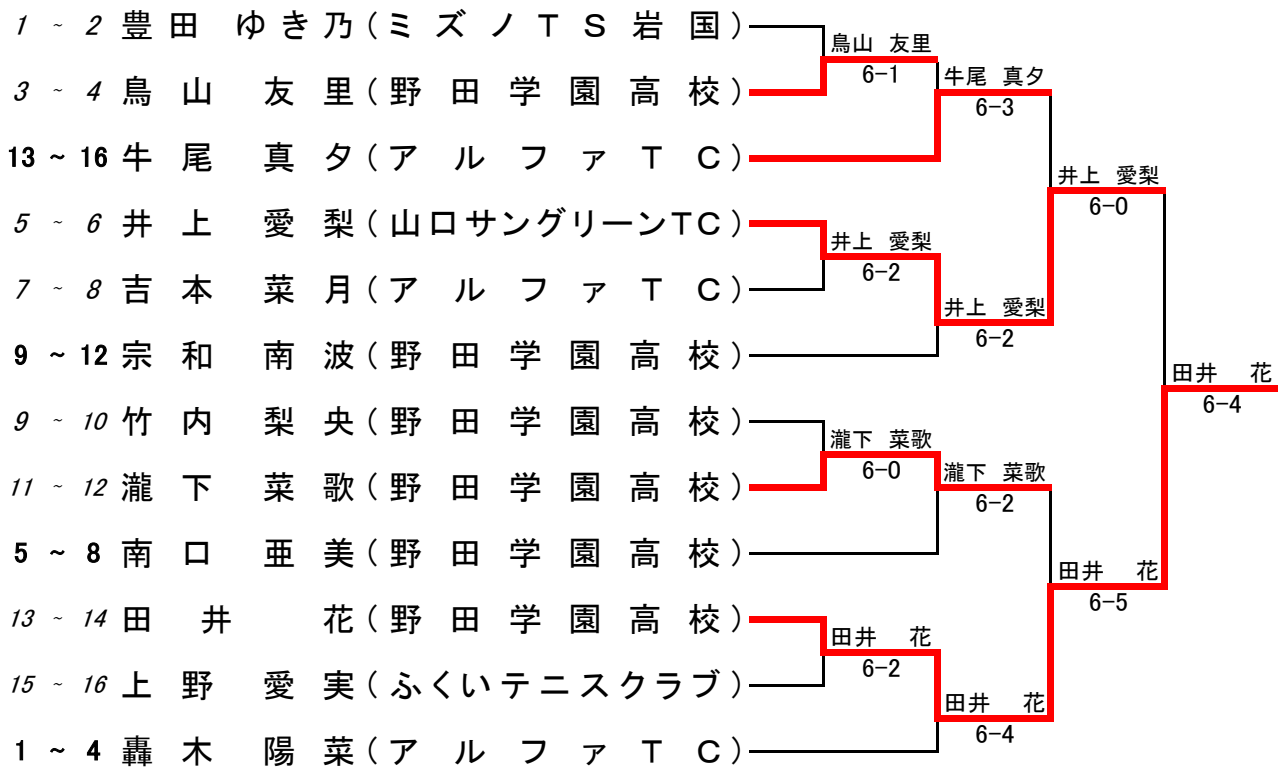 1 ~ 2 豊田 ゆき乃(ミズノTS岩国)
3 ~ 4 鳥山 友里(野田学園高校)
13 ~ 16 牛尾 真夕(アルファTC)
5 ~ 6 井上 愛梨(山口サングリーンTC)
7 ~ 8 吉本 菜月(アルファTC)
9 ~ 12 宗和 南波(野田学園高校)
9 ~ 10 竹内 梨央(野田学園高校)
11 ~ 12 瀧下 菜歌(野田学園高校)
5 ~ 8 南口 亜美(野田学園高校)
13 ~ 14 田井 花(野田学園高校)
15 ~ 16 上野 愛実(ふくいテニスクラブ)
1 ~ 4 轟木 陽菜(アルファTC)
鳥山 友里
6-1
井上 愛梨
6-2
瀧下 菜歌
6-0
田井 花
6-2
牛尾 真夕
6-3
井上 愛梨
6-2
瀧下 菜歌
6-2
田井 花
6-4
井上 愛梨
6-0
田井 花
6-5
田井 花
6-4